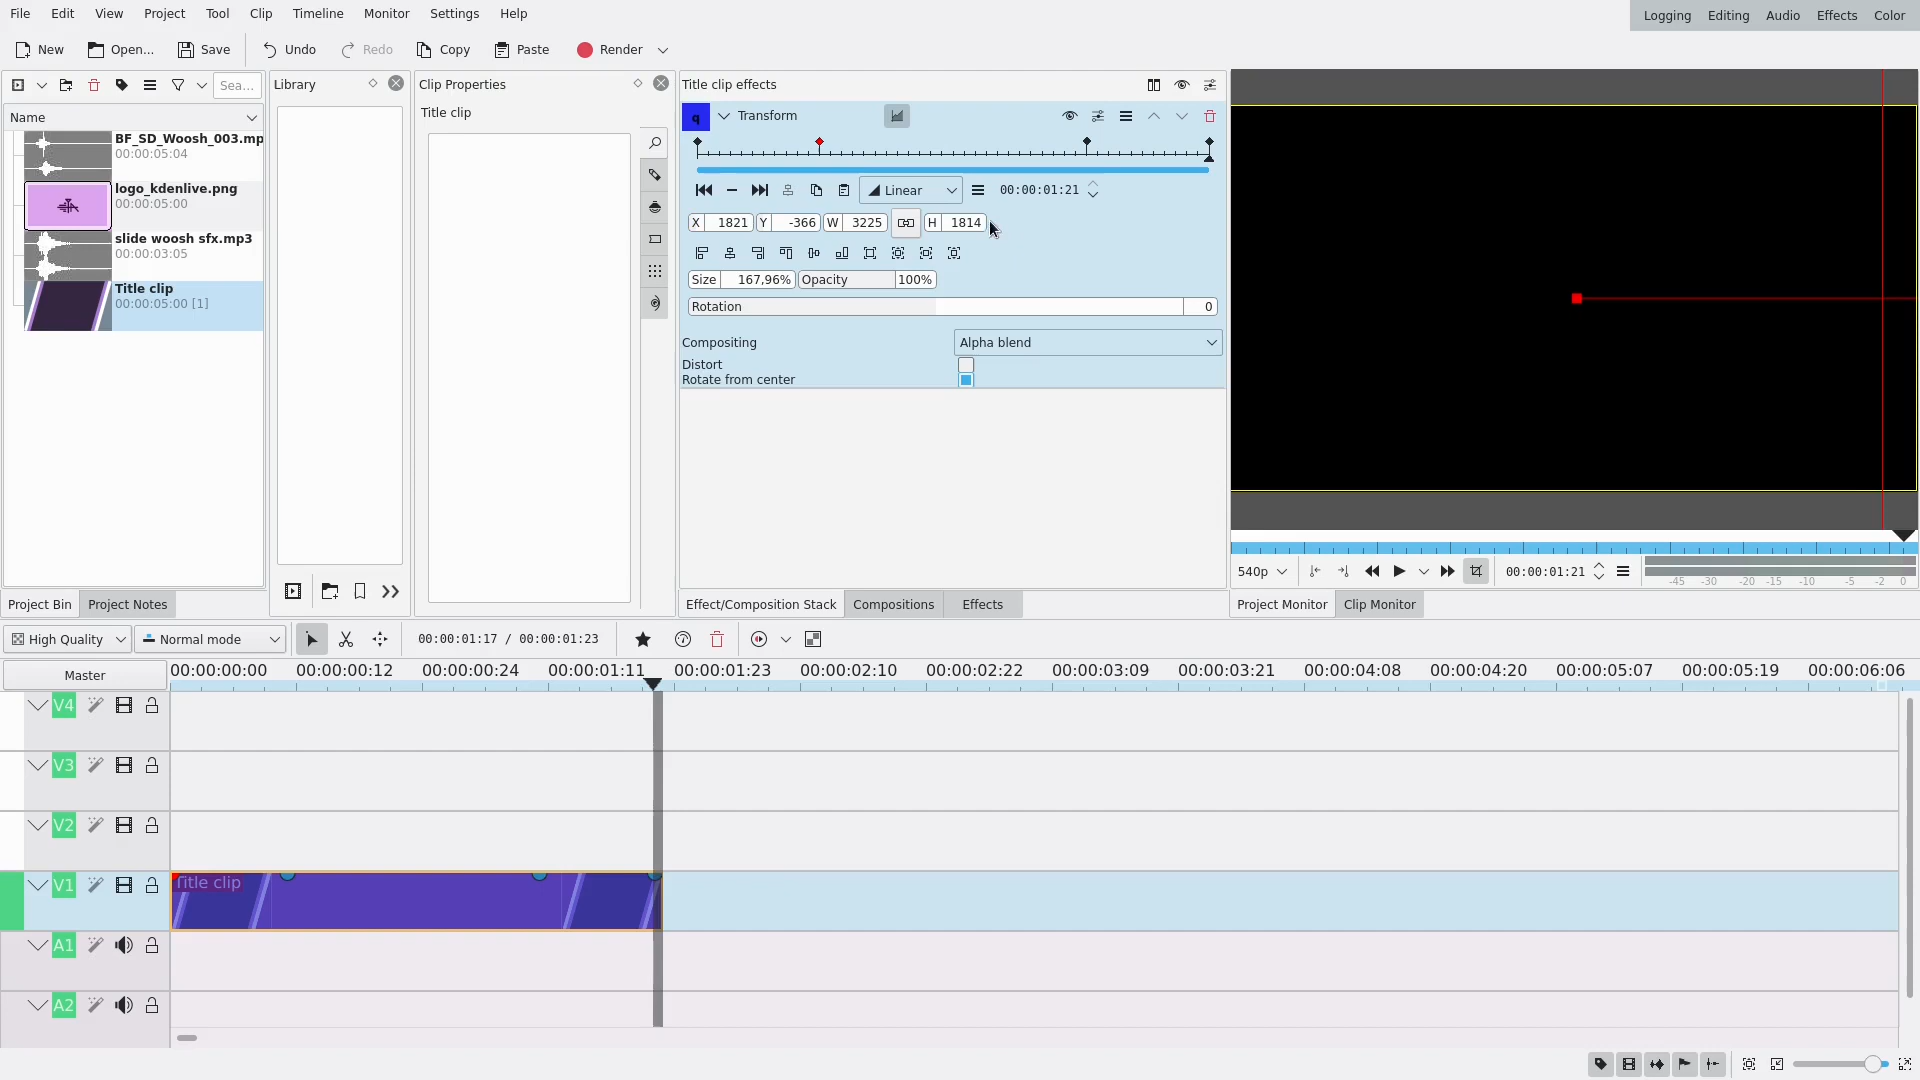 File Edit View Project Tool Clip Timeline Monitor Settings Help
Logging Editing Audio Effects Color
New Open... Save Undo Redo Copy Paste Render
Sea...
Library
Clip Properties
Title clip effects
Name
Title clip
q Transform
BF_SD_Woosh_003.mp
00:00:05:04
logo_kdenlive.png
00:00:05:00
slide woosh sfx.mp3
00:00:03:05
Title clip
00:00:05:00 [1]
Linear 00:00:01:21
X 1821 Y -366 W 3225 H 1814
Size 167,96% Opacity 100%
Rotation 0
Compositing Alpha blend
Distort
Rotate from center
540p 00:00:01:21
-45 -30 -20 -15 -10 -5 -2 0
Project Bin Project Notes
Effect/Composition Stack Compositions Effects
Project Monitor Clip Monitor
High Quality Normal mode 00:00:01:17 / 00:00:01:23
Master
00:00:00:00 00:00:00:12 00:00:00:24 00:00:01:11 00:00:01:23 00:00:02:10 00:00:02:22 00:00:03:09 00:00:03:21 00:00:04:08 00:00:04:20 00:00:05:07 00:00:05:19 00:00:06:06
V4
V3
V2
V1 Title clip
A1
A2